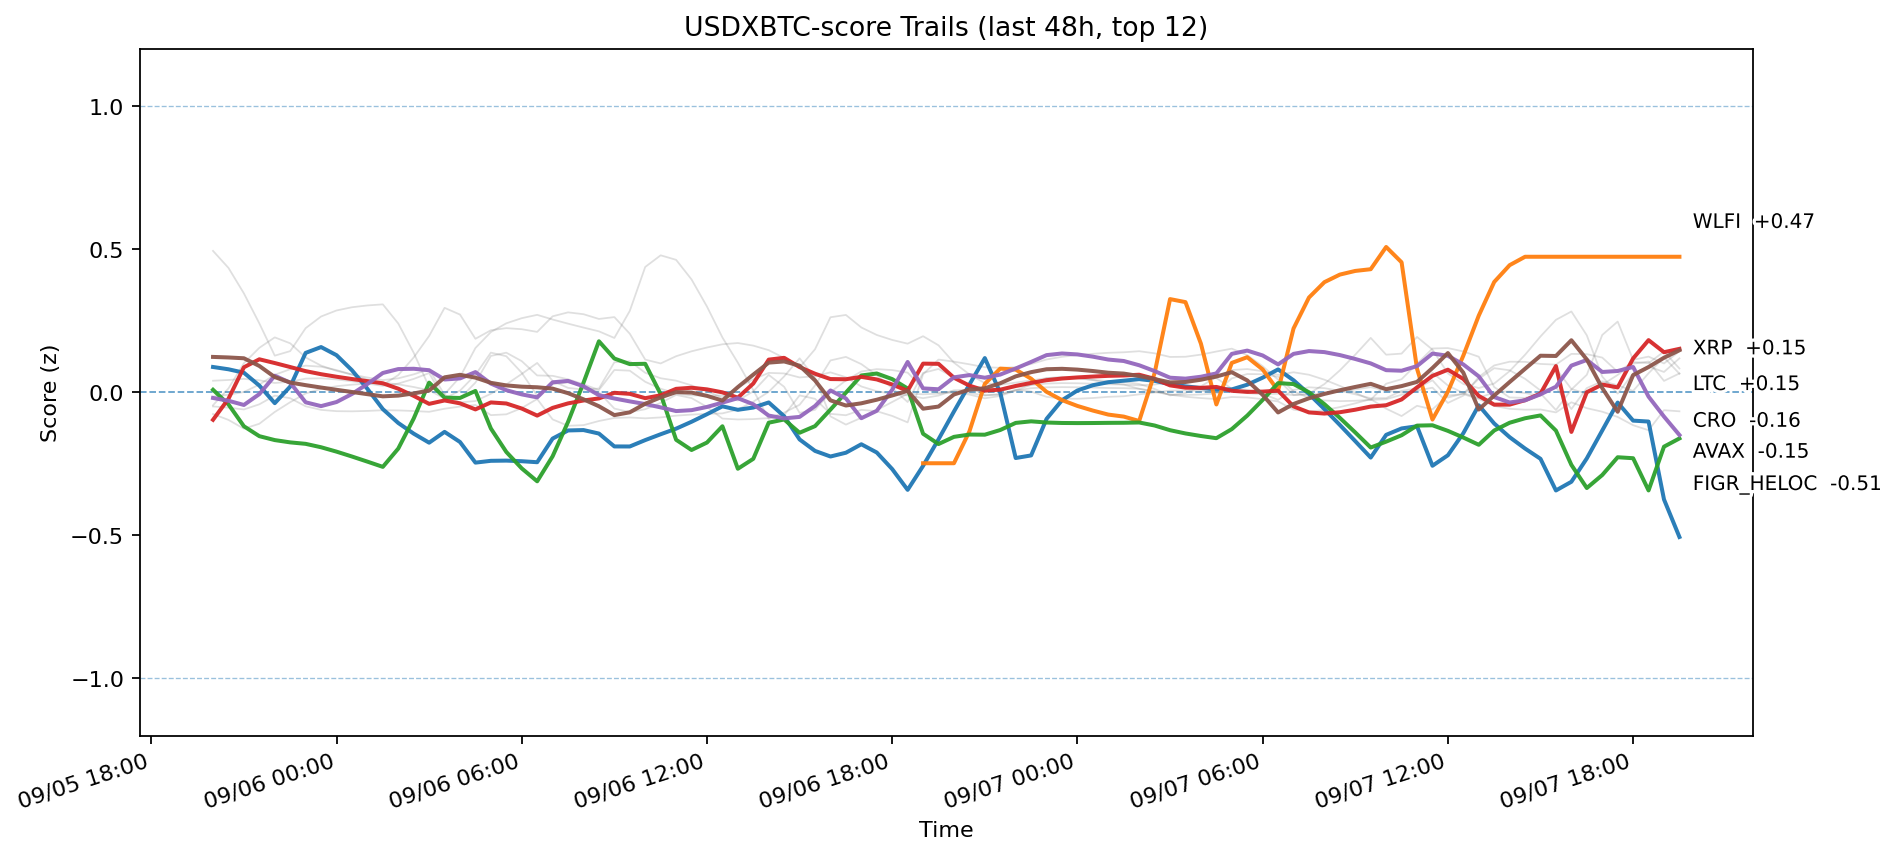 USDXBTC-score Trails (last 48h, top 12)
Score (z)
1.0
0.5
0.0
−0.5
−1.0
WLFI +0.47
XRP +0.15
LTC +0.15
CRO -0.16
AVAX -0.15
FIGR_HELOC -0.51
09/05 18:00
09/06 00:00
09/06 06:00
09/06 12:00
09/06 18:00
09/07 00:00
09/07 06:00
09/07 12:00
09/07 18:00
Time